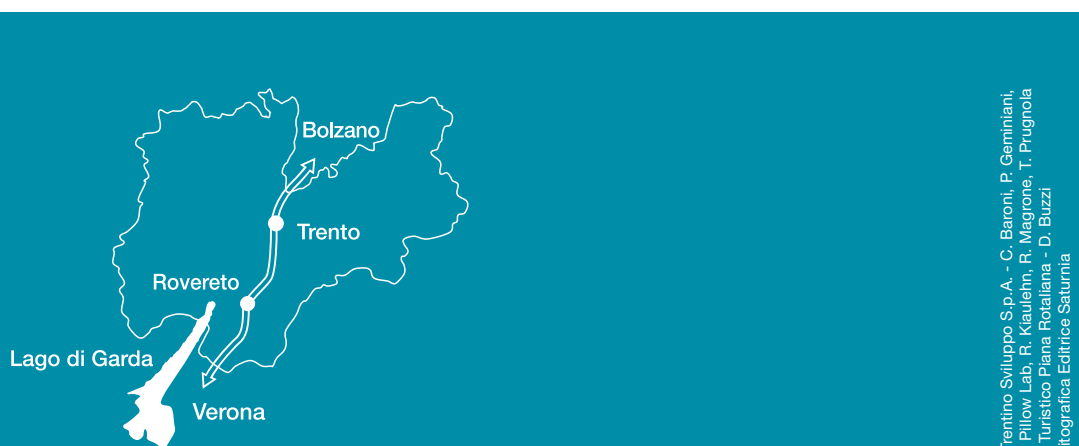 Bolzano
Trento
Rovereto
Lago di Garda
Verona
Trentino Sviluppo S.p.A. - C. Baroni, P. Geminiani,
Pillow Lab, R. Kiaulehn, R. Magrone, T. Prugnola
Turistico Piana Rotaliana - D. Buzzi
Editrice Saturnia